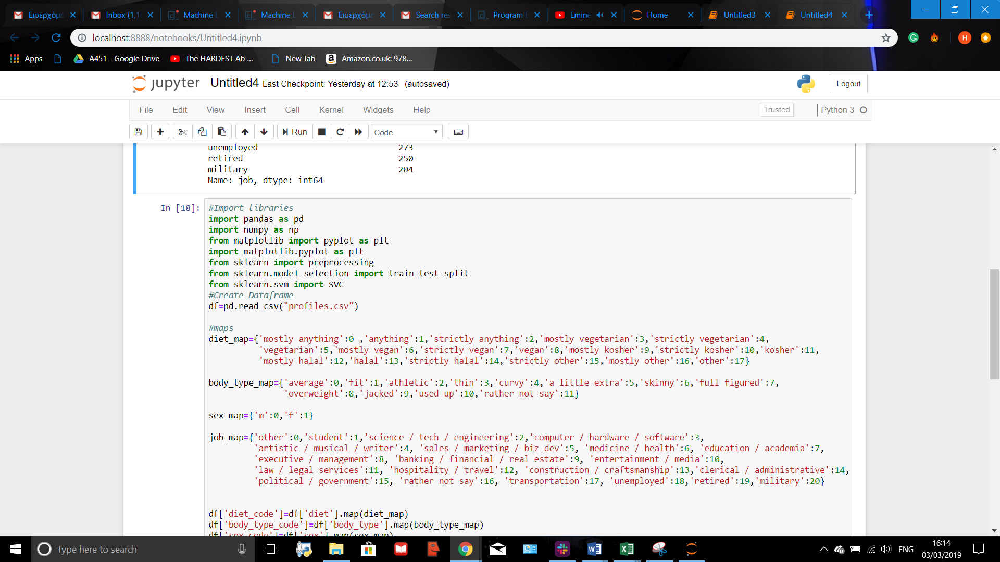 Εισερχόμε
Inbox (1,1
Machine L
Machine L
Εισερχόμε
Search res
Program E
Emine
Home
Untitled3
Untitled4
localhost:8888/notebooks/Untitled4.ipynb
H
Apps
A451 - Google Drive
The HARDEST Ab ...
New Tab
Amazon.co.uk: 978...
jupyter Untitled4 Last Checkpoint: Yesterday at 12:53 (autosaved)
Logout
File Edit View Insert Cell Kernel Widgets Help
Trusted
Python 3
Run
Code
unemployed 273
retired 250
military 204
Name: job, dtype: int64
In [18]:
#Import libraries
import pandas as pd
import numpy as np
from matplotlib import pyplot as plt
import matplotlib.pyplot as plt
from sklearn import preprocessing
from sklearn.model_selection import train_test_split
from sklearn.svm import SVC
#Create Dataframe
df=pd.read_csv("profiles.csv")
#maps
diet_map={'mostly anything':0 ,'anything':1,'strictly anything':2,'mostly vegetarian':3,'strictly vegetarian':4,
'vegetarian':5,'mostly vegan':6,'strictly vegan':7,'vegan':8,'mostly kosher':9,'strictly kosher':10,'kosher':11,
'mostly halal':12,'halal':13,'strictly halal':14,'strictly other':15,'mostly other':16,'other':17}
body_type_map={'average':0,'fit':1,'athletic':2,'thin':3,'curvy':4,'a little extra':5,'skinny':6,'full figured':7,
'overweight':8,'jacked':9,'used up':10,'rather not say':11}
sex_map={'m':0,'f':1}
job_map={'other':0,'student':1,'science / tech / engineering':2,'computer / hardware / software':3,
'artistic / musical / writer':4, 'sales / marketing / biz dev':5, 'medicine / health':6, 'education / academia':7,
'executive / management':8, 'banking / financial / real estate':9, 'entertainment / media':10,
'law / legal services':11, 'hospitality / travel':12, 'construction / craftsmanship':13,'clerical / administrative':14,
'political / government':15, 'rather not say':16, 'transportation':17, 'unemployed':18,'retired':19,'military':20}
df['diet_code']=df['diet'].map(diet_map)
df['body_type_code']=df['body_type'].map(body_type_map)
df['sex_code']=df['sex'].map(sex_map)
Type here to search
ENG
16:14
03/03/2019